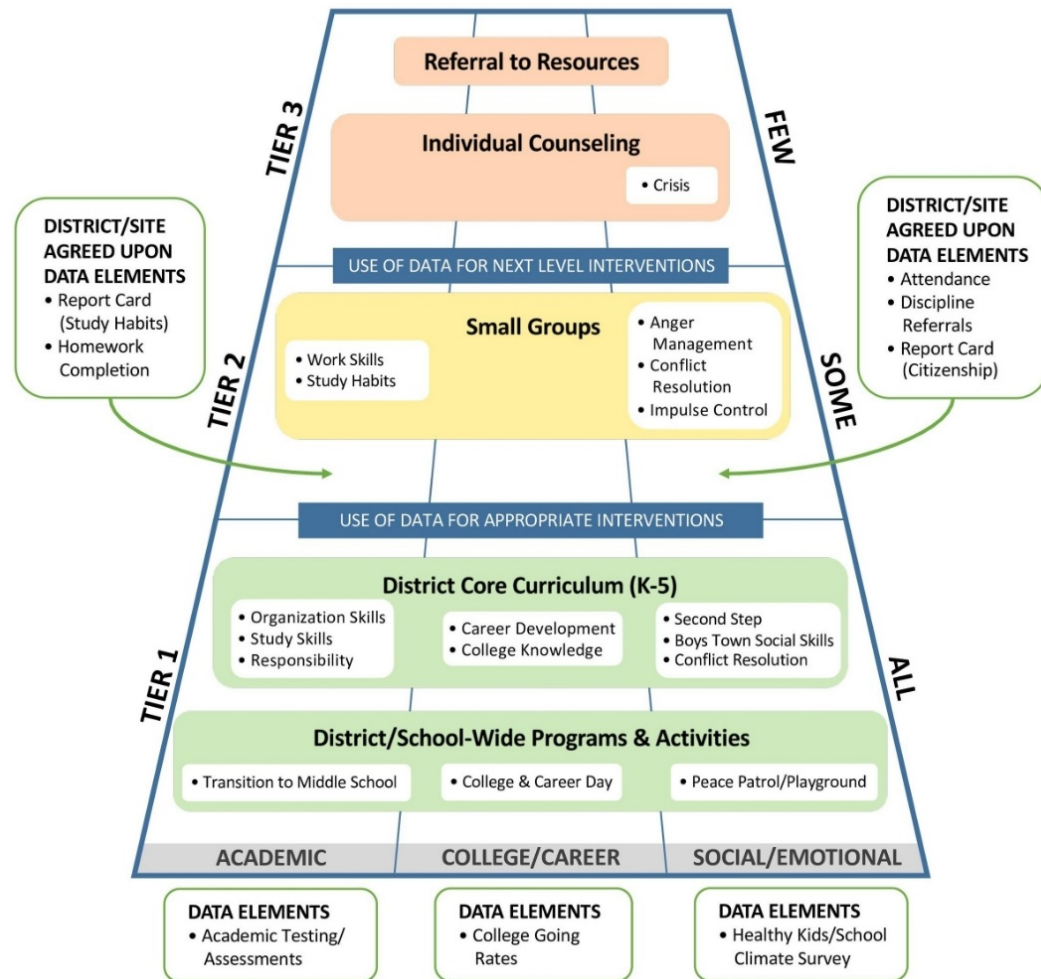 Referral to Resources
TIER 3
FEW
Individual Counseling
• Crisis
DISTRICT/SITE
AGREED UPON
DATA ELEMENTS
• Report Card
(Study Habits)
• Homework
Completion
DISTRICT/SITE
AGREED UPON
DATA ELEMENTS
• Attendance
• Discipline
Referrals
• Report Card
(Citizenship)
USE OF DATA FOR NEXT LEVEL INTERVENTIONS
TIER 2
SOME
Small Groups
• Work Skills
• Study Habits
• Anger
Management
• Conflict
Resolution
• Impulse Control
USE OF DATA FOR APPROPRIATE INTERVENTIONS
TIER 1
ALL
District Core Curriculum (K-5)
• Organization Skills
• Study Skills
• Responsibility
• Career Development
• College Knowledge
• Second Step
• Boys Town Social Skills
• Conflict Resolution
District/School-Wide Programs & Activities
• Transition to Middle School
• College & Career Day
• Peace Patrol/Playground
ACADEMIC
COLLEGE/CAREER
SOCIAL/EMOTIONAL
DATA ELEMENTS
• Academic Testing/
Assessments
DATA ELEMENTS
• College Going
Rates
DATA ELEMENTS
• Healthy Kids/School
Climate Survey